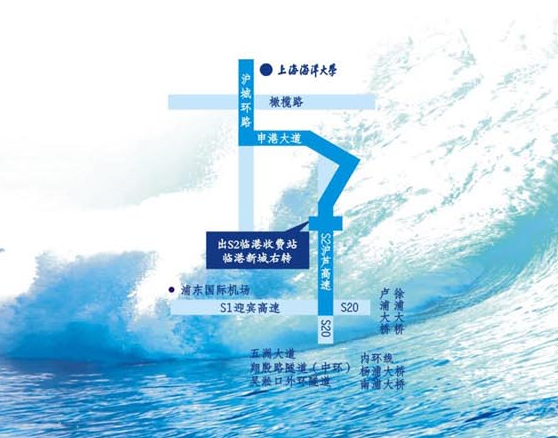 上海海洋大学
沪城环路
橄榄路
申港大道
出S2临港收费站
临港新城右转
S2沪芦高速
浦东国际机场
S1迎宾高速
S20
S20
卢浦大桥
徐浦大桥
五洲大道
翔殷路隧道（中环）
吴淞口外环隧道
内环线
杨浦大桥
南浦大桥